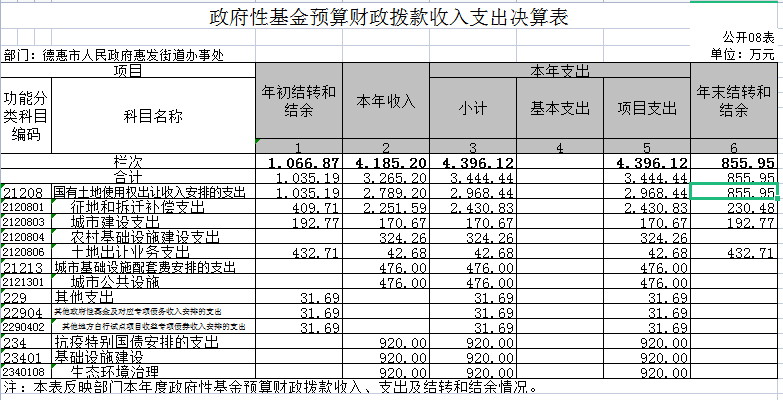 政府性基金预算财政拨款收入支出决算表
公开08表
部门：德惠市人民政府惠发街道办事处 单位：万元
项目 年初结转和结余 本年收入 本年支出 年末结转和结余
功能分类科目编码 科目名称 小计 基本支出 项目支出
1 2 3 4 5 6
栏次 1,066.87 4,185.20 4,396.12 4,396.12 855.95
合计 1,035.19 3,265.20 3,444.44 3,444.44 855.95
21208 国有土地使用权出让收入安排的支出 1,035.19 2,789.20 2,968.44 2,968.44 855.95
2120801 征地和拆迁补偿支出 409.71 2,251.59 2,430.83 2,430.83 230.48
2120803 城市建设支出 192.77 170.67 170.67 170.67 192.77
2120804 农村基础设施建设支出 324.26 324.26 324.26
2120806 土地出让业务支出 432.71 42.68 42.68 42.68 432.71
21213 城市基础设施配套费安排的支出 476.00 476.00 476.00
2121301 城市公共设施 476.00 476.00 476.00
229 其他支出 31.69 31.69 31.69
22904 其他政府性基金及对应专项债务收入安排的支出 31.69 31.69 31.69
2290402 其他地方自行试点项目收益专项债券收入安排的支出 31.69 31.69 31.69
234 抗疫特别国债安排的支出 920.00 920.00 920.00
23401 基础设施建设 920.00 920.00 920.00
2340108 生态环境治理 920.00 920.00 920.00
注：本表反映部门本年度政府性基金预算财政拨款收入、支出及结转和结余情况。